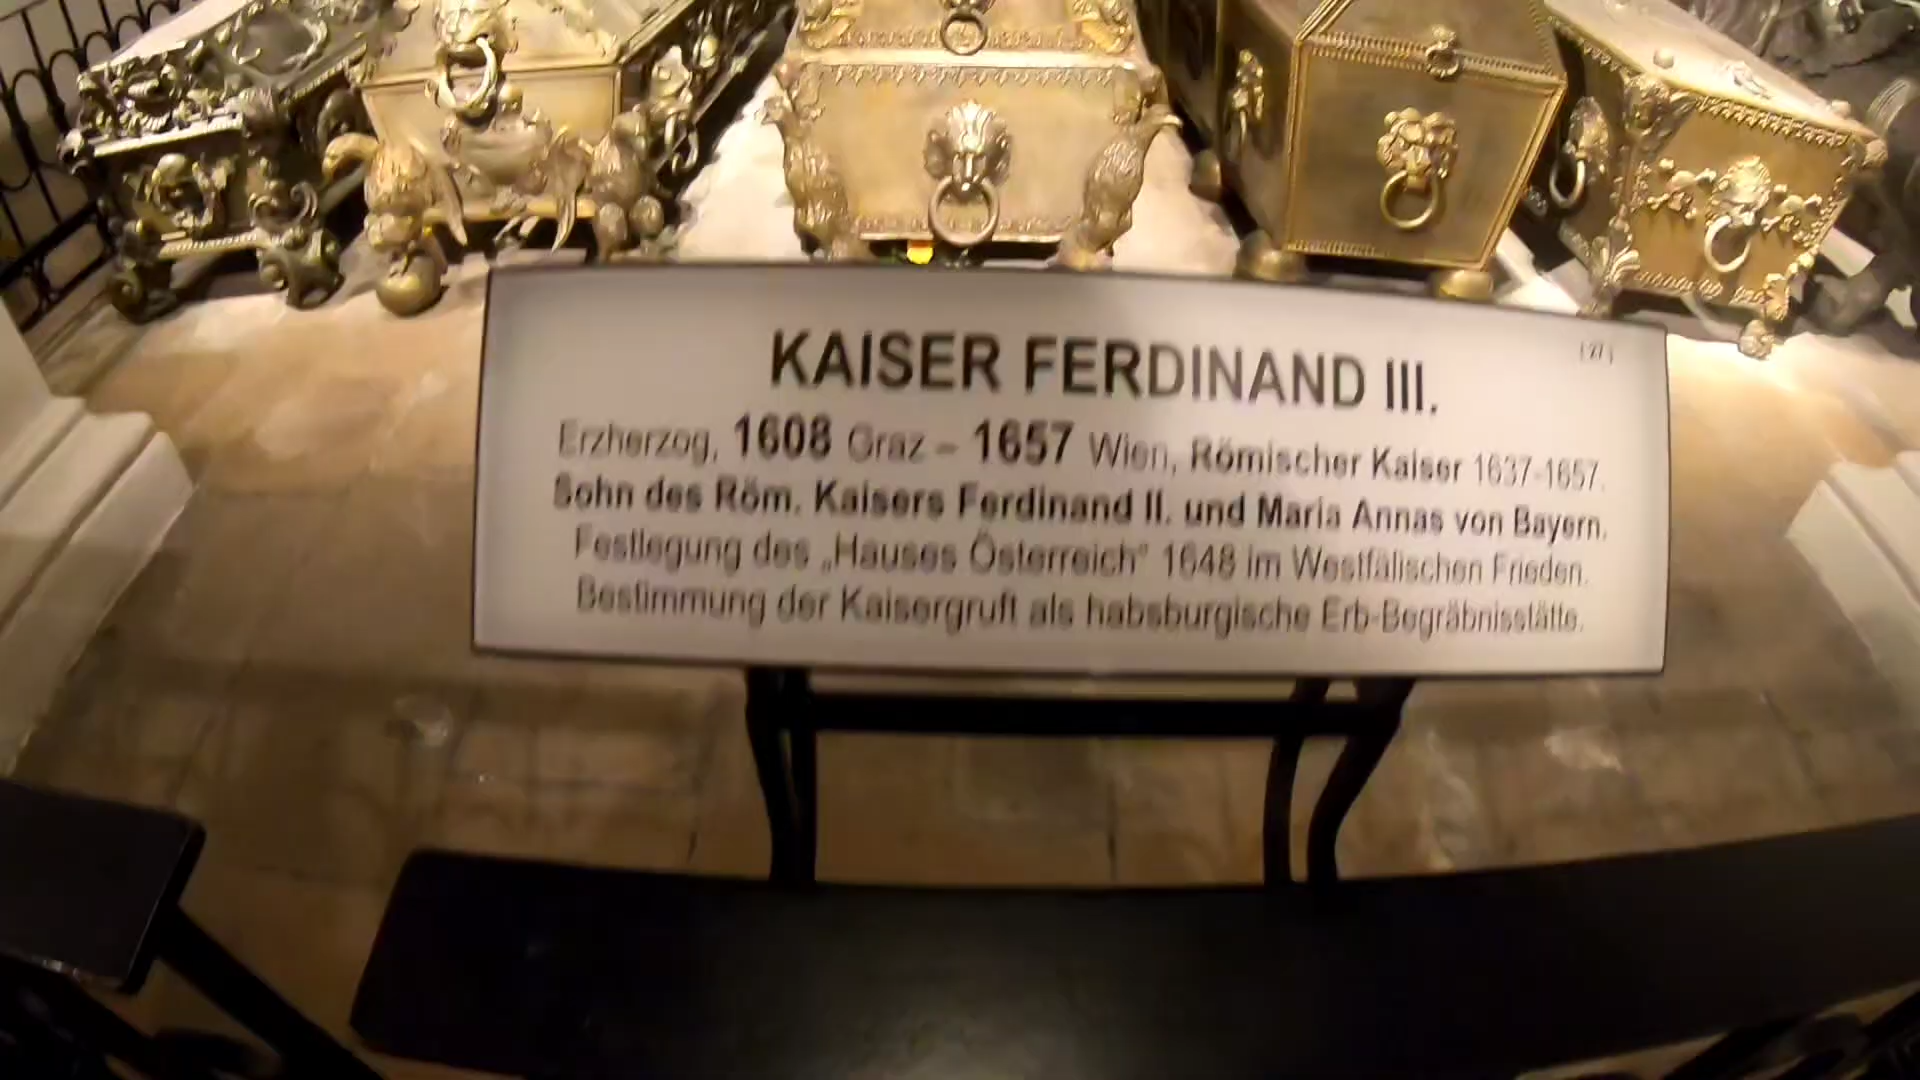 KAISER FERDINAND III.
(27)
Erzherzog, 1608 Graz – 1657 Wien, Römischer Kaiser 1637-1657.
Sohn des Röm. Kaisers Ferdinand II. und Maria Annas von Bayern.
Festlegung des „Hauses Österreich“ 1648 im Westfälischen Frieden.
Bestimmung der Kaisergruft als habsburgische Erb-Begräbnisstätte.